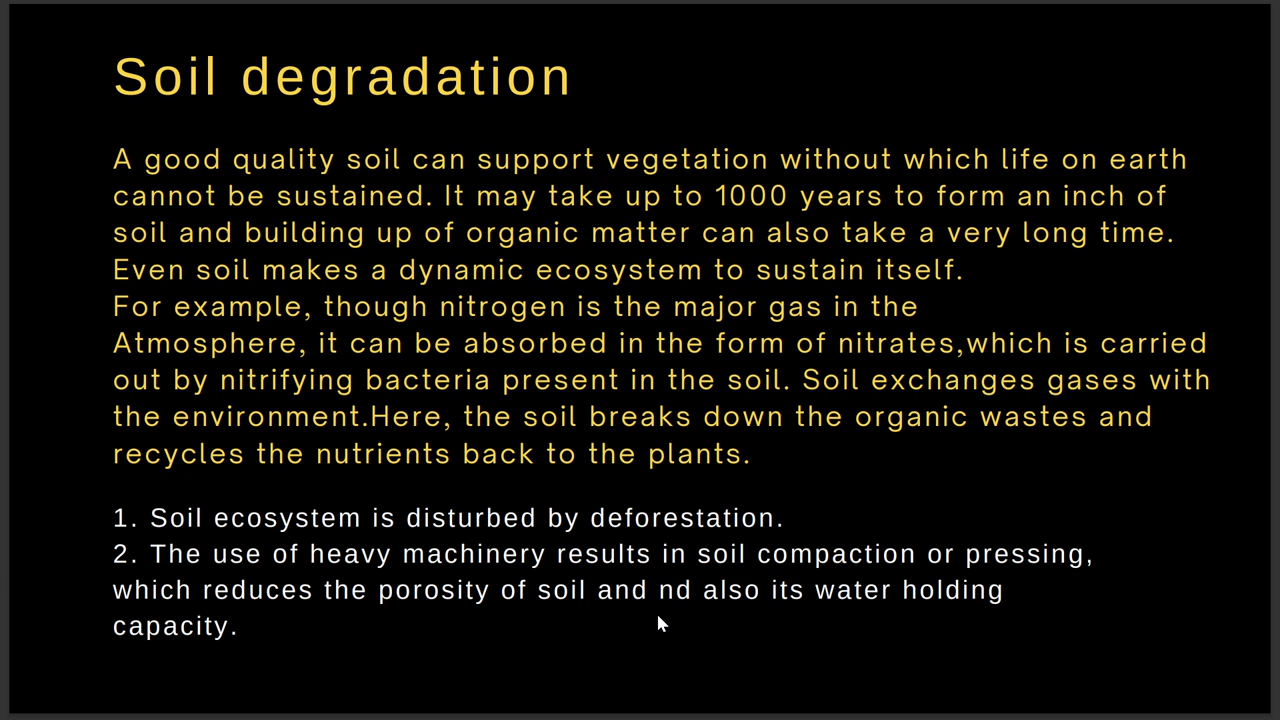 Soil degradation
A good quality soil can support vegetation without which life on earth
cannot be sustained. It may take up to 1000 years to form an inch of
soil and building up of organic matter can also take a very long time.
Even soil makes a dynamic ecosystem to sustain itself.
For example, though nitrogen is the major gas in the
Atmosphere, it can be absorbed in the form of nitrates,which is carried
out by nitrifying bacteria present in the soil. Soil exchanges gases with
the environment.Here, the soil breaks down the organic wastes and
recycles the nutrients back to the plants.
1. Soil ecosystem is disturbed by deforestation.
2. The use of heavy machinery results in soil compaction or pressing,
which reduces the porosity of soil and nd also its water holding
capacity.